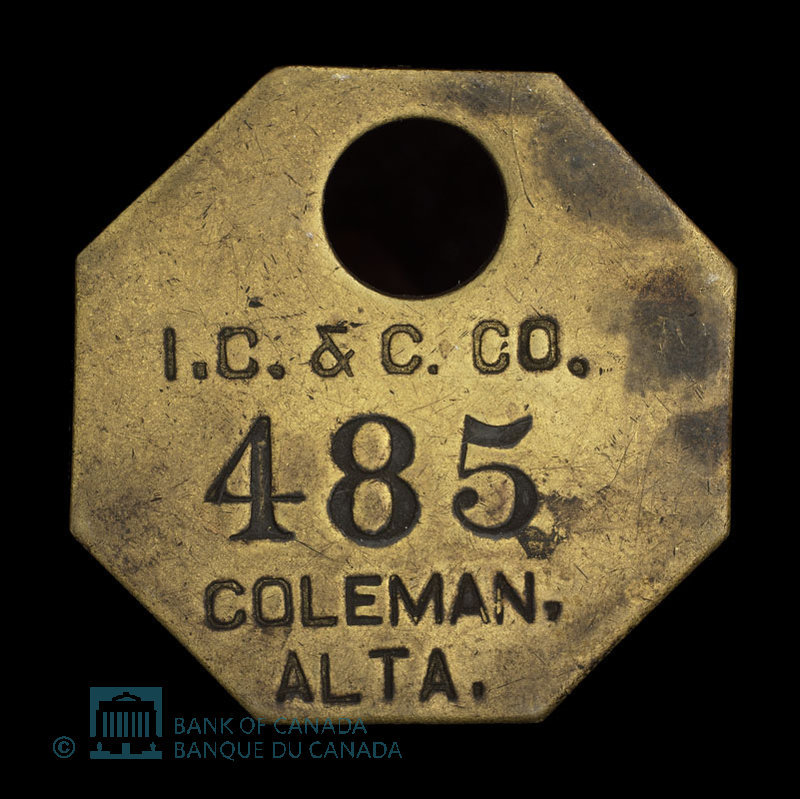 I.C. & C. CO.
485
COLEMAN,
ALTA.
© BANK OF CANADA
BANQUE DU CANADA